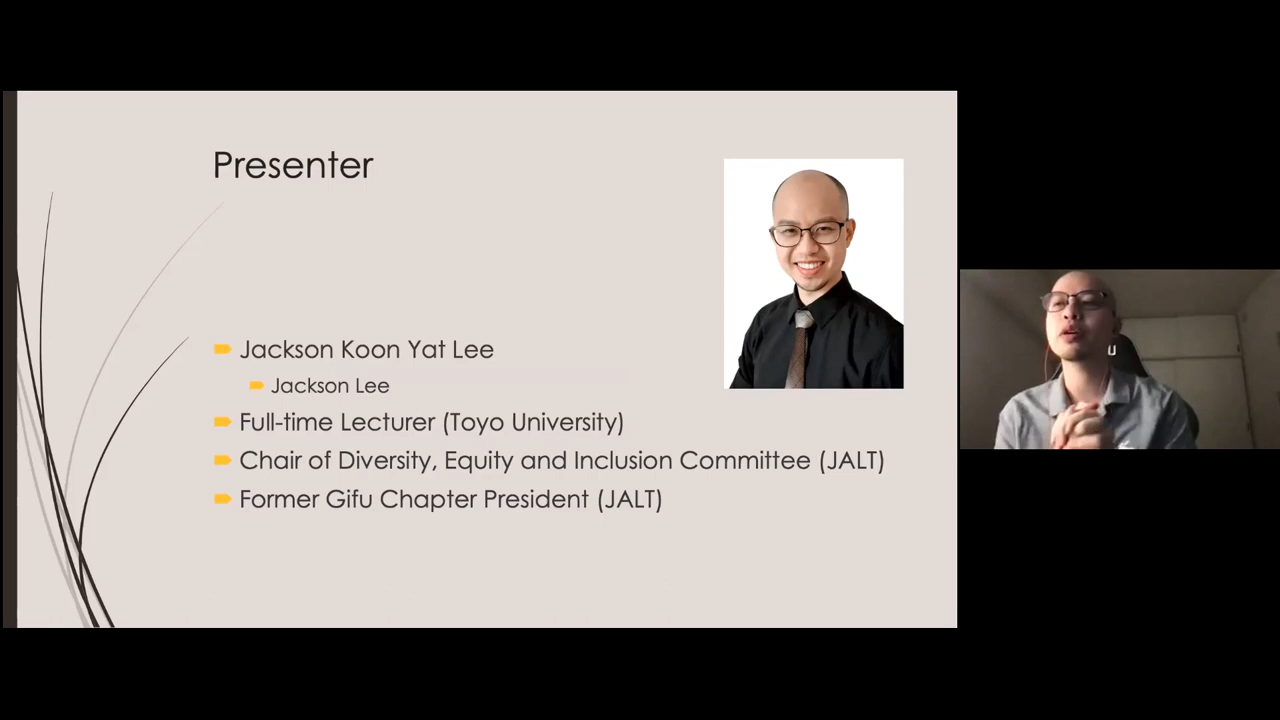 Presenter
Jackson Koon Yat Lee
Jackson Lee
Full-time Lecturer (Toyo University)
Chair of Diversity, Equity and Inclusion Committee (JALT)
Former Gifu Chapter President (JALT)